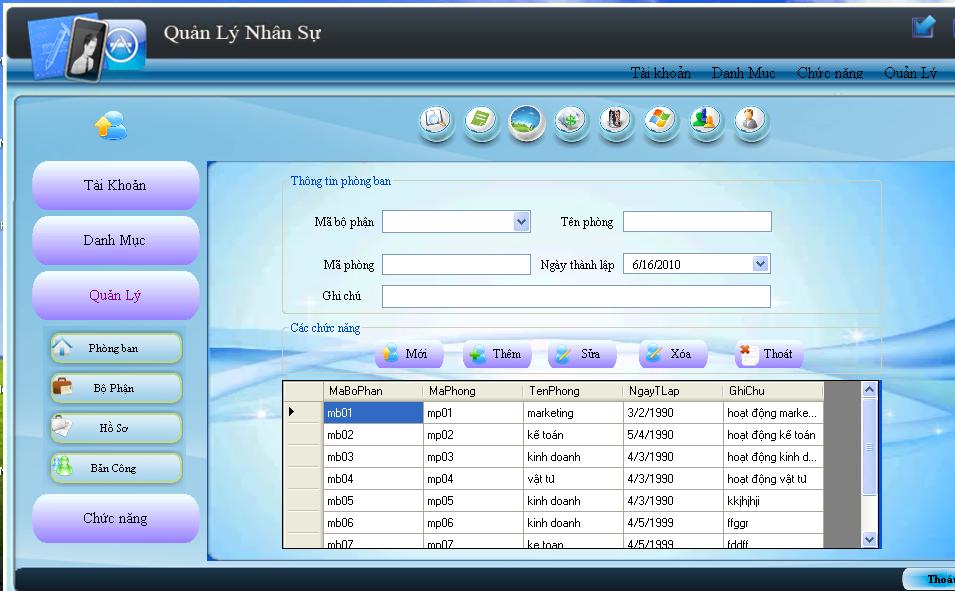 Quản Lý Nhân Sự
Tài khoản Danh Mục Chức năng Quản Lý
Tài Khoản
Danh Mục
Quản Lý
Phòng ban
Bộ Phận
Hồ Sơ
Bản Công
Chức năng
Thông tin phòng ban
Mã bộ phận Tên phòng
Mã phòng Ngày thành lập 6/16/2010
Ghi chú
Các chức năng
Mới Thêm Sửa Xóa Thoát
MaBoPhan MaPhong TenPhong NgayTLap GhiChu
mb01 mp01 marketing 3/2/1990 hoạt động marke...
mb02 mp02 kế toán 5/4/1990 hoạt động kế toán
mb03 mp03 kinh doanh 4/3/1990 hoạt động kinh d...
mb04 mp04 vật tư 4/3/1990 hoạt động vật tư
mb05 mp05 kinh doanh 4/3/1990 kkjhjhji
mb06 mp06 kinh doanh 4/5/1999 ffggr
mb07 mp07 ke toan 4/5/1999 fddff